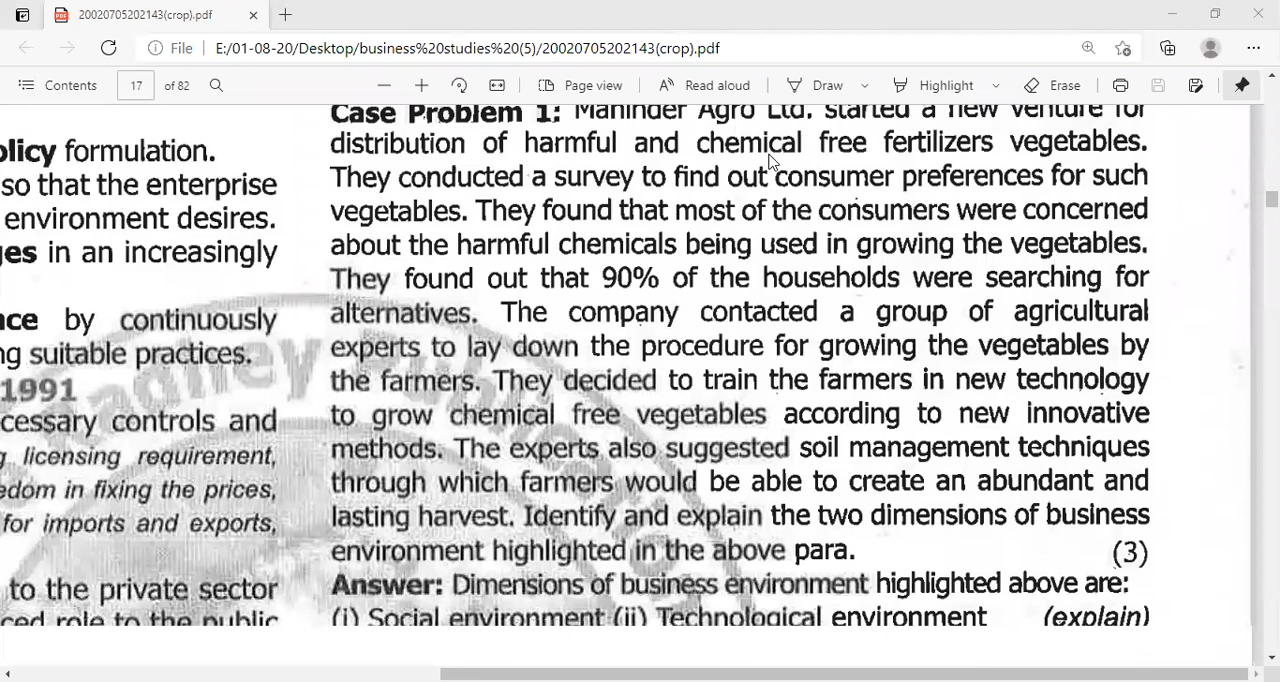 20020705202143(crop).pdf
File
E:/01-08-20/Desktop/business%20studies%20(5)/20020705202143(crop).pdf
Contents
17
of 82
Page view
Read aloud
Draw
Highlight
Erase
olicy formulation.
so that the enterprise
environment desires.
ges in an increasingly
nce by continuously
ng suitable practices.
1991
cessary controls and
g licensing requirement,
edom in fixing the prices,
for imports and exports,
to the private sector
ced role to the public
Case Problem 1: Maninder Agro Ltd. started a new venture for
distribution of harmful and chemical free fertilizers vegetables.
They conducted a survey to find out consumer preferences for such
vegetables. They found that most of the consumers were concerned
about the harmful chemicals being used in growing the vegetables.
They found out that 90% of the households were searching for
alternatives. The company contacted a group of agricultural
experts to lay down the procedure for growing the vegetables by
the farmers. They decided to train the farmers in new technology
to grow chemical free vegetables according to new innovative
methods. The experts also suggested soil management techniques
through which farmers would be able to create an abundant and
lasting harvest. Identify and explain the two dimensions of business
environment highlighted in the above para. (3)
Answer: Dimensions of business environment highlighted above are:
(i) Social environment (ii) Technological environment (explain)